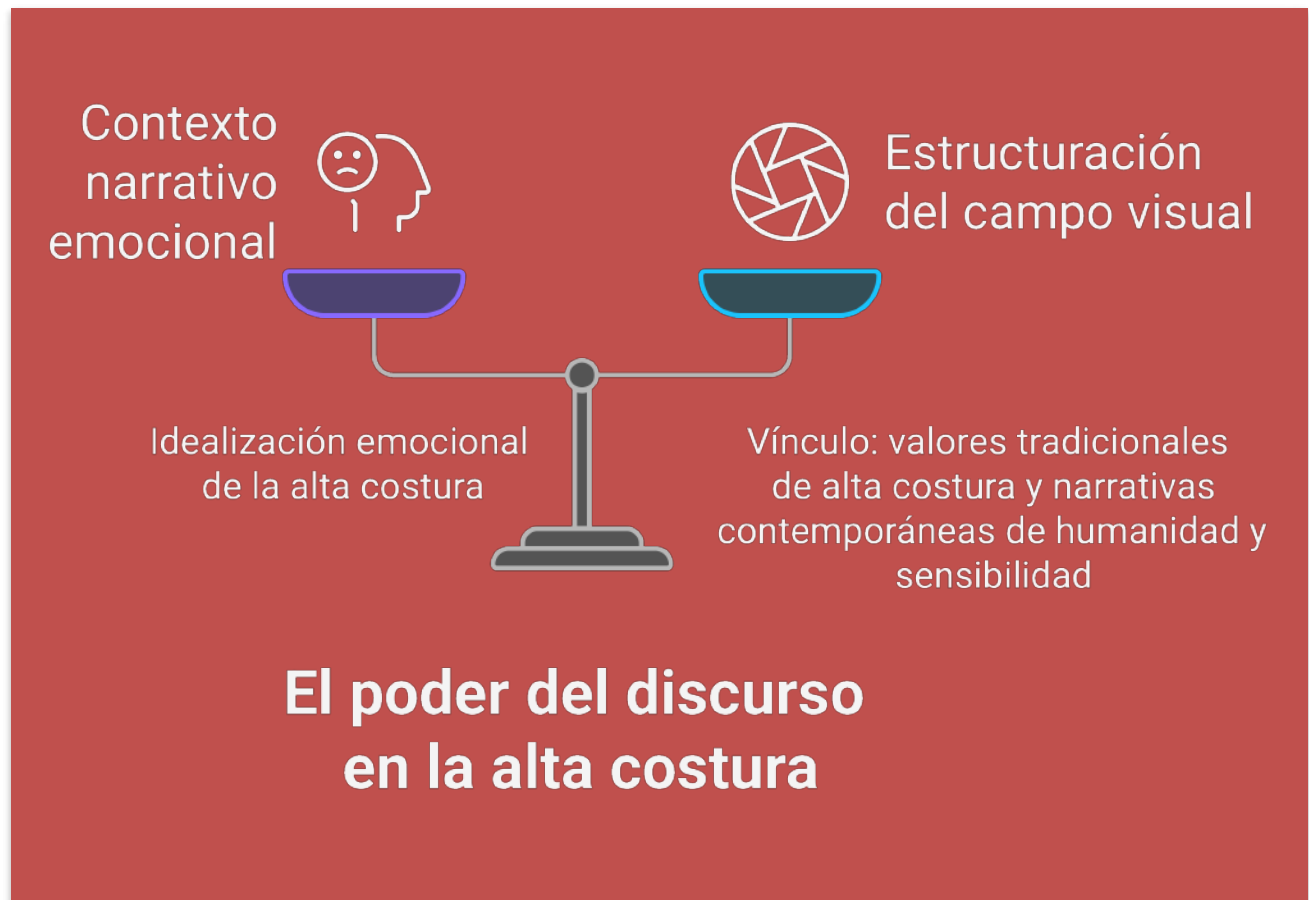 Contexto
narrativo
emocional
Estructuración
del campo visual
Idealización emocional
de la alta costura
Vínculo: valores tradicionales
de alta costura y narrativas
contemporáneas de humanidad y
sensibilidad
El poder del discurso
en la alta costura